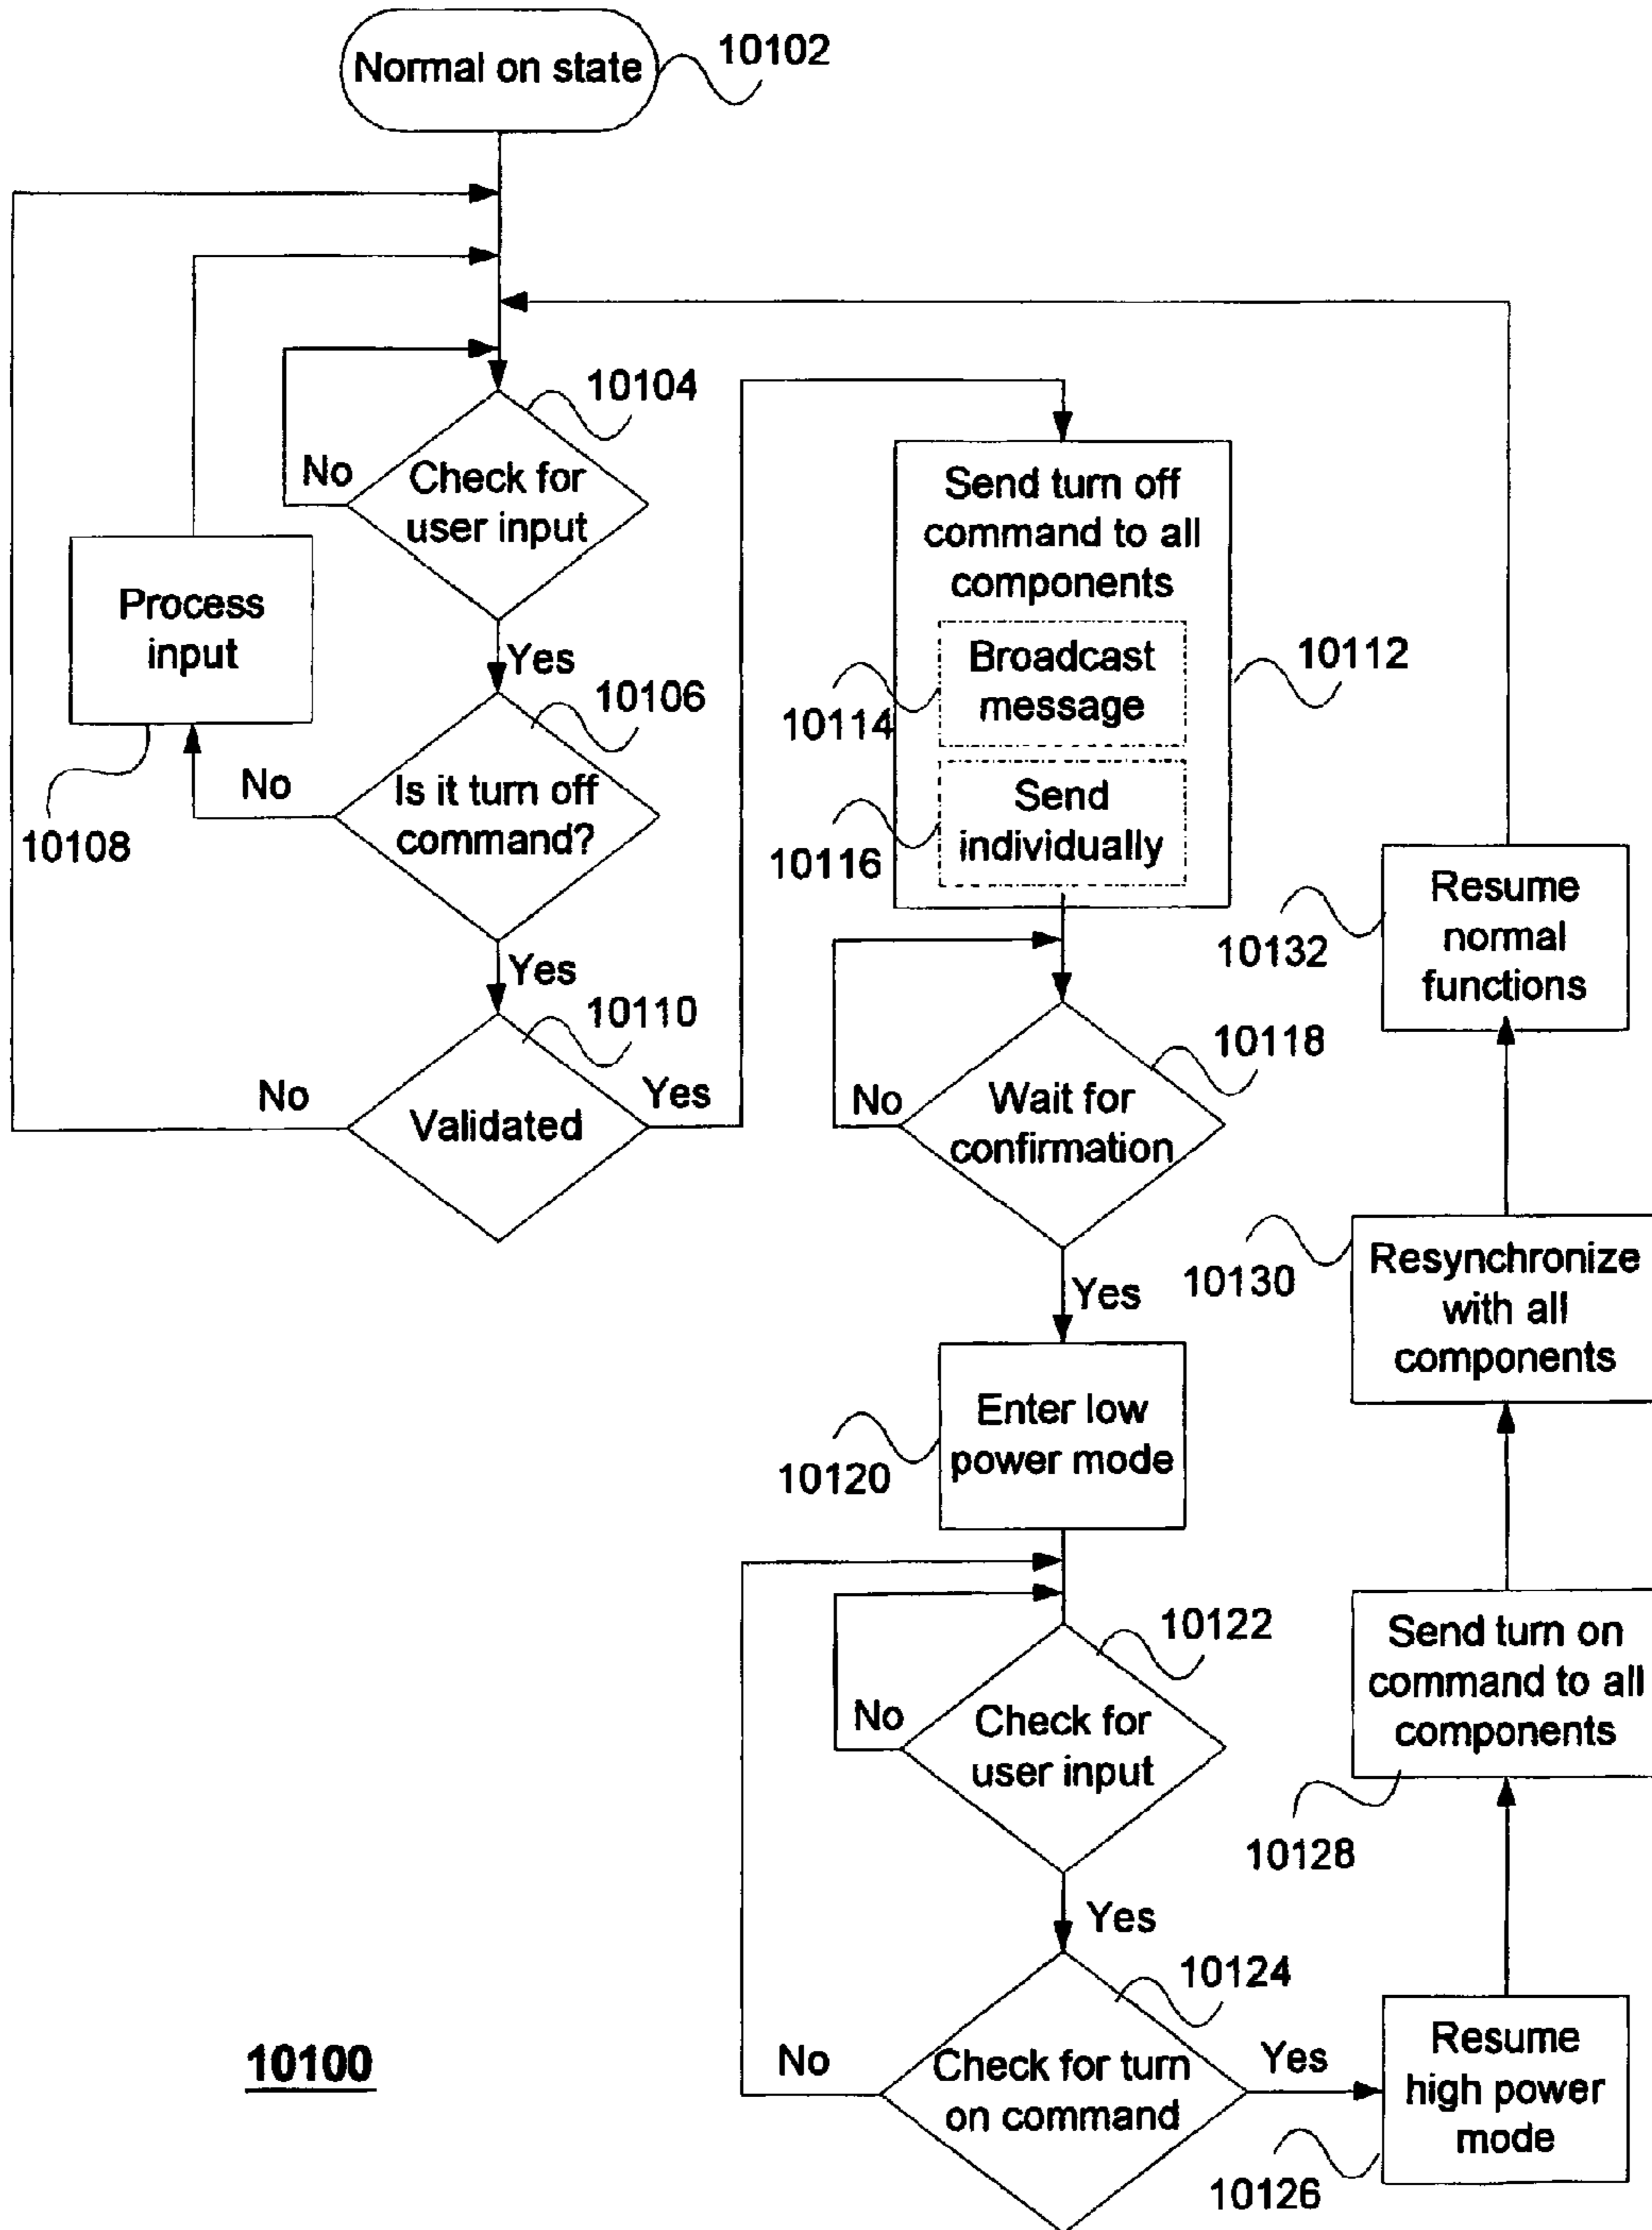 Normal on state
10102
10104
No
Check for
user input
Process
input
10108
Yes
10106
No
Is it turn off
command?
Yes
10110
No
Validated
Yes
Send turn off
command to all
components
Broadcast
message
10114
10112
Send
individually
10116
10118
No
Wait for
confirmation
Yes
Enter low
power mode
10120
10122
No
Check for
user input
Yes
10124
No
Check for turn
on command
Yes
Resume
high power
mode
10126
Send turn on
command to all
components
10128
Resynchronize
with all
components
10130
Resume
normal
functions
10132
10100